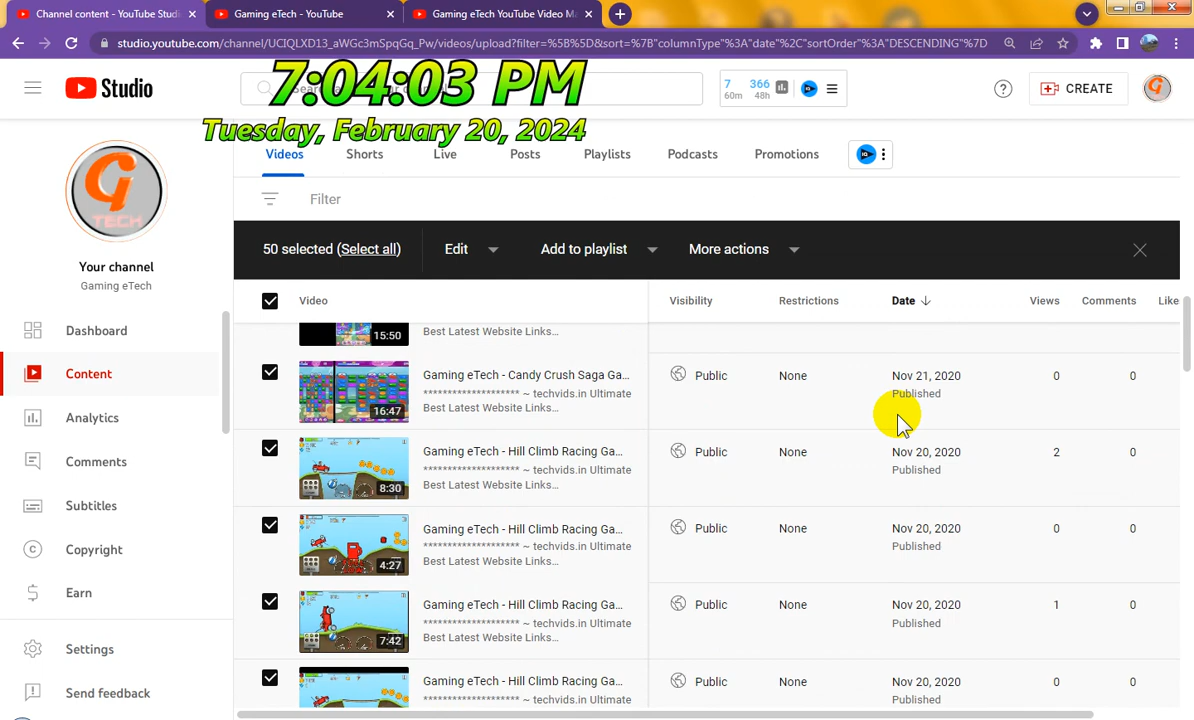 Channel content - YouTube Studi
Gaming eTech - YouTube
Gaming eTech YouTube Video Ma
studio.youtube.com/channel/UCIQLXD13_aWGc3mSpqGq_Pw/videos/upload?filter=%5B%5D&sort=%7B"columnType"%3A"date"%2C"sortOrder"%3A"DESCENDING"%7D
Studio
7:04:03 PM
Tuesday, February 20, 2024
7 60m
366 48h
IQ
CREATE
G TECH
Your channel
Gaming eTech
Dashboard
Content
Analytics
Comments
Subtitles
Copyright
Earn
Settings
Send feedback
Videos Shorts Live Posts Playlists Podcasts Promotions
Filter
50 selected (Select all) Edit Add to playlist More actions
Video Visibility Restrictions Date Views Comments Like
15:50
Best Latest Website Links...
Gaming eTech - Candy Crush Saga Ga... Public None Nov 21, 2020 0 0
******************** ~ techvids.in Ultimate Published
16:47 Best Latest Website Links...
Gaming eTech - Hill Climb Racing Ga... Public None Nov 20, 2020 2 0
******************** ~ techvids.in Ultimate Published
8:30 Best Latest Website Links...
Gaming eTech - Hill Climb Racing Ga... Public None Nov 20, 2020 0 0
******************** ~ techvids.in Ultimate Published
4:27 Best Latest Website Links...
Gaming eTech - Hill Climb Racing Ga... Public None Nov 20, 2020 1 0
******************** ~ techvids.in Ultimate Published
7:42 Best Latest Website Links...
Gaming eTech - Hill Climb Racing Ga... Public None Nov 20, 2020 0 0
******************** ~ techvids.in Ultimate Published